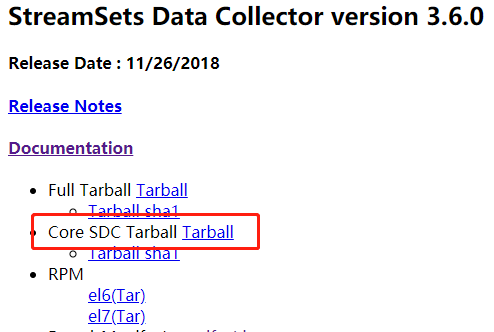 StreamSets Data Collector version 3.6.0
Release Date : 11/26/2018
Release Notes
Documentation
Full Tarball Tarball
Tarball sha1
Core SDC Tarball Tarball
Tarball sha1
RPM
el6(Tar)
el7(Tar)